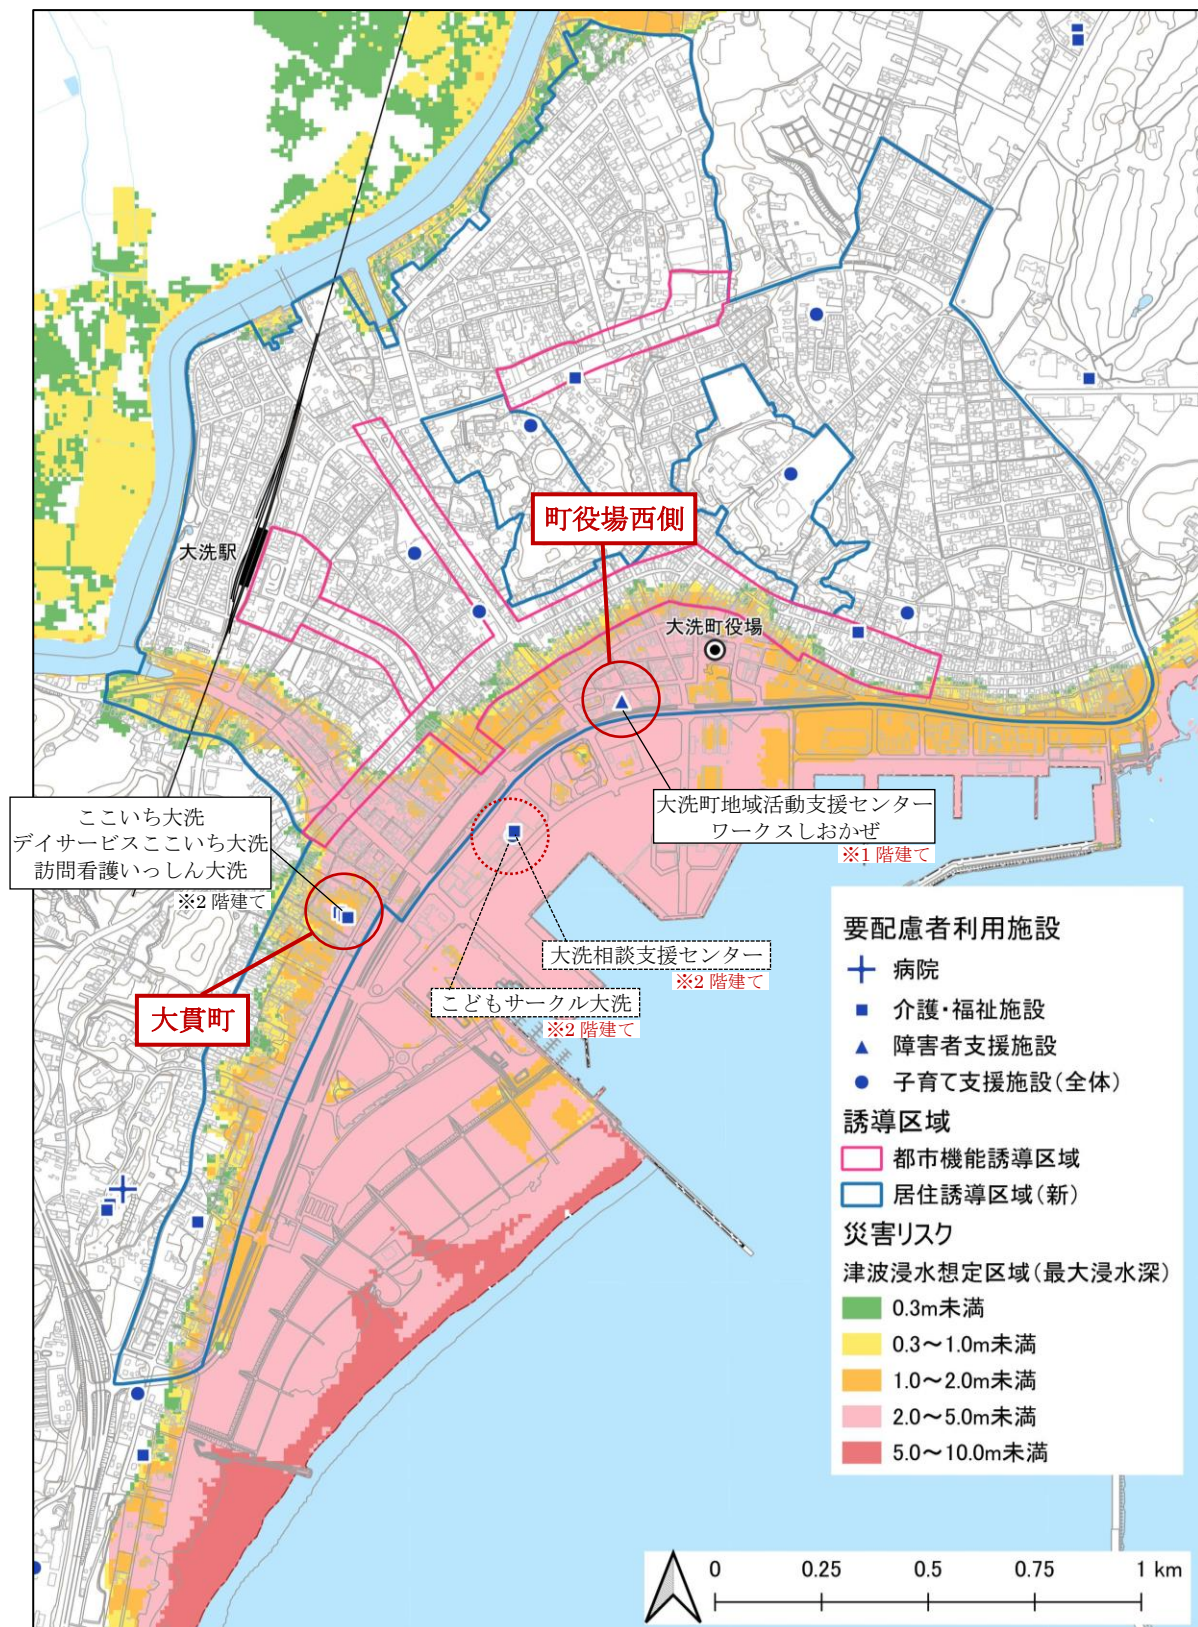 町役場西側
大洗駅
大洗町役場
大洗町地域活動支援センター
ワークスしおかぜ
※1 階建て
ここいち大洗
デイサービスここいち大洗
訪問看護いっしん大洗
※2 階建て
大貫町
大洗相談支援センター
※2 階建て
こどもサークル大洗
※2 階建て
要配慮者利用施設
病院
介護・福祉施設
障害者支援施設
子育て支援施設(全体)
誘導区域
都市機能誘導区域
居住誘導区域(新)
災害リスク
津波浸水想定区域(最大浸水深)
0.3m未満
0.3～1.0m未満
1.0～2.0m未満
2.0～5.0m未満
5.0～10.0m未満
0 0.25 0.5 0.75 1 km